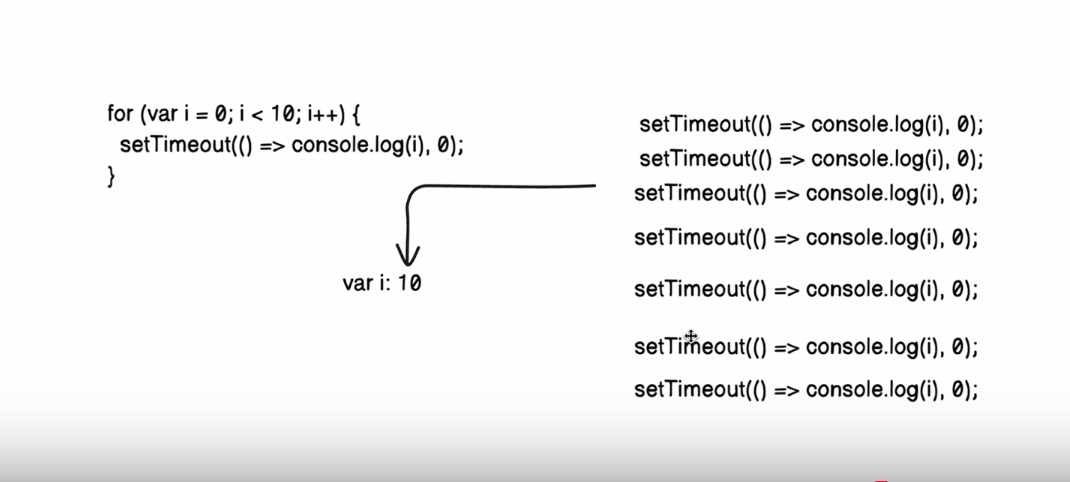 for (var i = 0; i < 10; i++) {
setTimeout(() => console.log(i), 0);
}
var i: 10
setTimeout(() => console.log(i), 0);
setTimeout(() => console.log(i), 0);
setTimeout(() => console.log(i), 0);
setTimeout(() => console.log(i), 0);
setTimeout(() => console.log(i), 0);
setTimeout(() => console.log(i), 0);
setTimeout(() => console.log(i), 0);